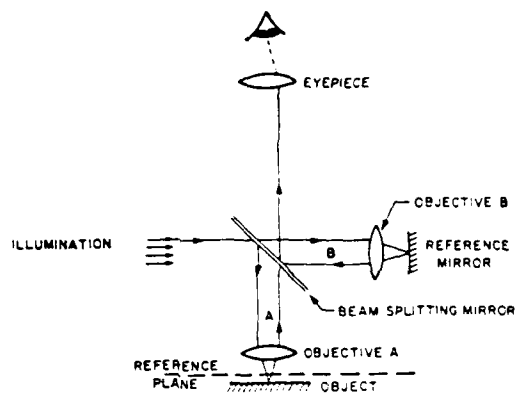 EYEPIECE
OBJECTIVE B
ILLUMINATION
B
REFERENCE
MIRROR
BEAM SPLITTING MIRROR
A
OBJECTIVE A
REFERENCE
PLANE
OBJECT